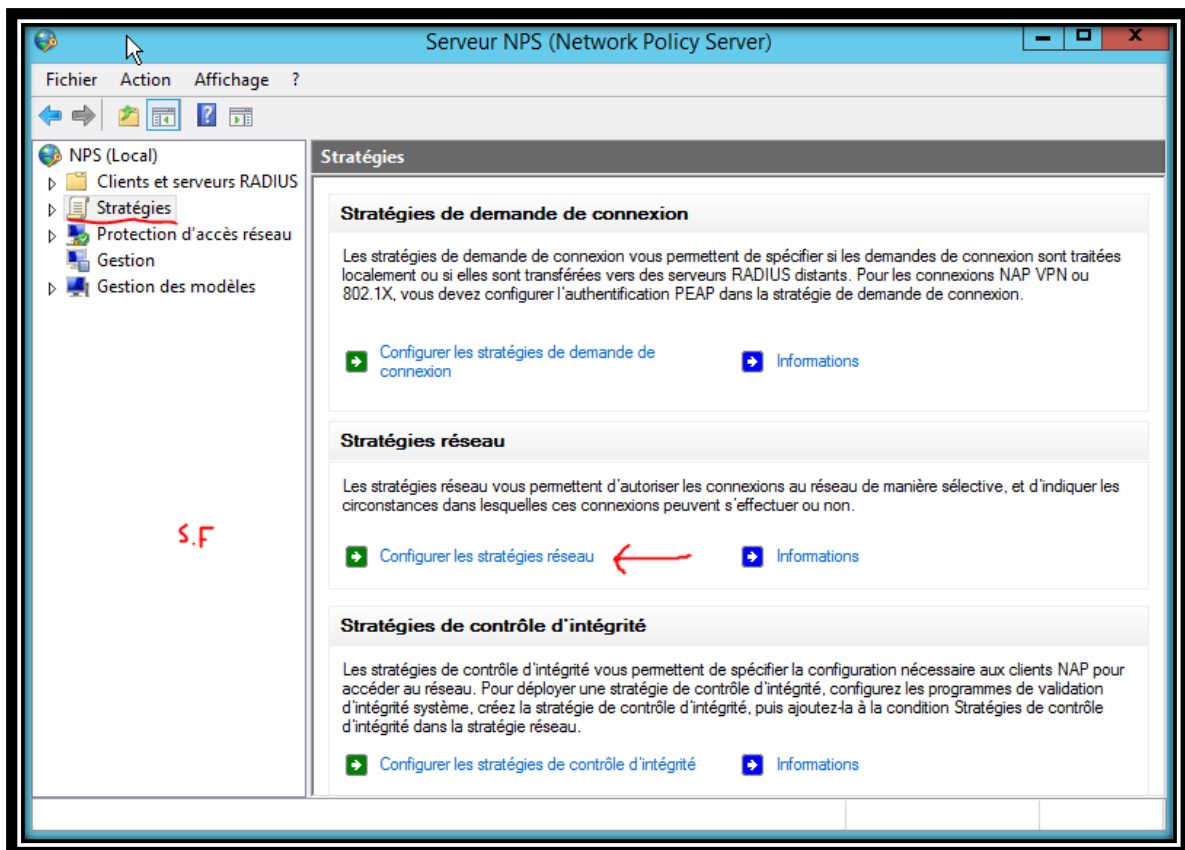 Serveur NPS (Network Policy Server)
Fichier Action Affichage ?
NPS (Local)
Clients et serveurs RADIUS
Stratégies
Protection d'accès réseau
Gestion
Gestion des modèles
S.F
Stratégies
Stratégies de demande de connexion
Les stratégies de demande de connexion vous permettent de spécifier si les demandes de connexion sont traitées
localement ou si elles sont transférées vers des serveurs RADIUS distants. Pour les connexions NAP VPN ou
802.1X, vous devez configurer l'authentification PEAP dans la stratégie de demande de connexion.
Configurer les stratégies de demande de
connexion
Informations
Stratégies réseau
Les stratégies réseau vous permettent d'autoriser les connexions au réseau de manière sélective, et d'indiquer les
circonstances dans lesquelles ces connexions peuvent s'effectuer ou non.
Configurer les stratégies réseau
Informations
Stratégies de contrôle d'intégrité
Les stratégies de contrôle d'intégrité vous permettent de spécifier la configuration nécessaire aux clients NAP pour
accéder au réseau. Pour déployer une stratégie de contrôle d'intégrité, configurez les programmes de validation
d'intégrité système, créez la stratégie de contrôle d'intégrité, puis ajoutez-la à la condition Stratégies de contrôle
d'intégrité dans la stratégie réseau.
Configurer les stratégies de contrôle d'intégrité
Informations